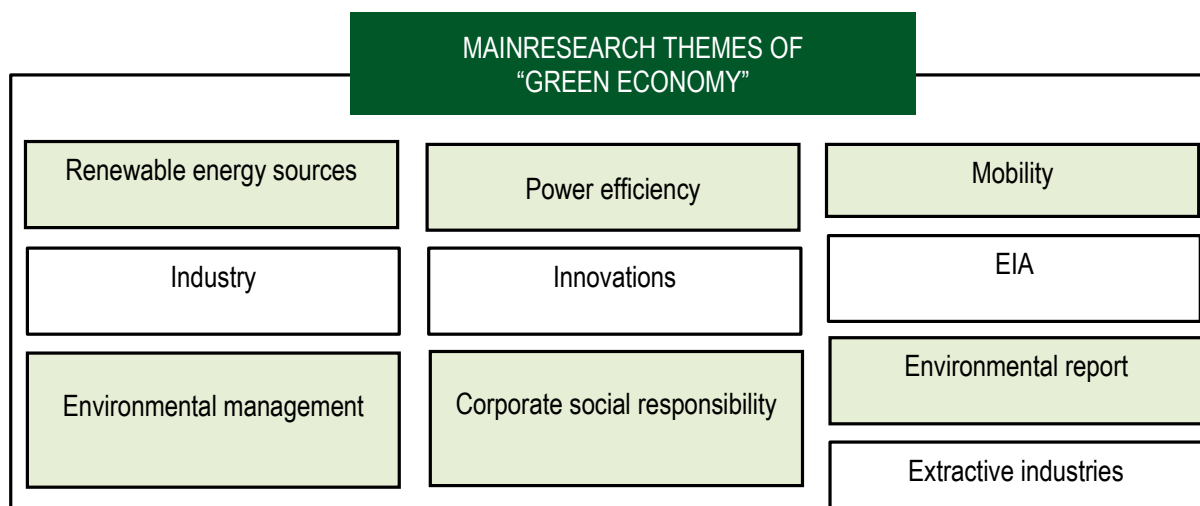 MAINRESEARCH THEMES OF
“GREEN ECONOMY”
Renewable energy sources
Power efficiency
Mobility
Industry
Innovations
EIA
Environmental management
Corporate social responsibility
Environmental report
Extractive industries